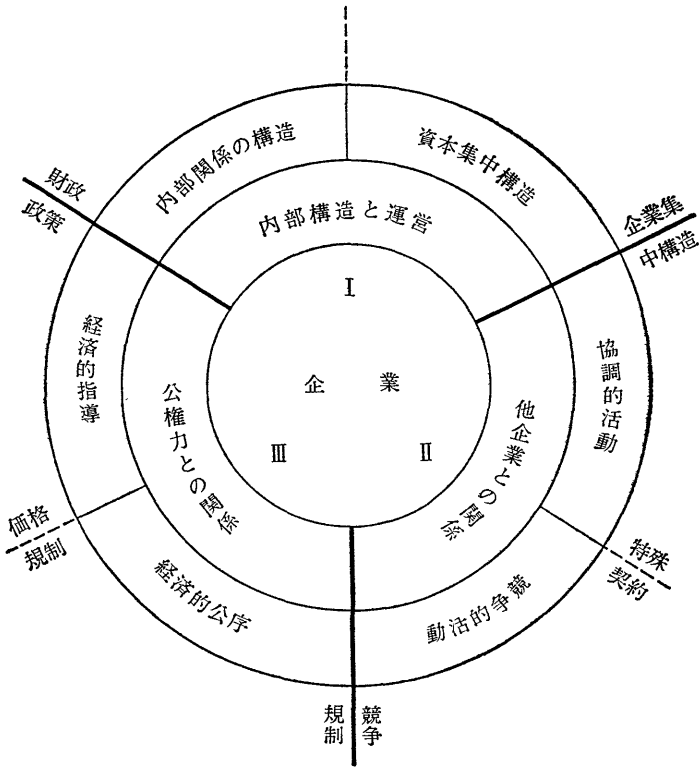 内部関係の構造
資本集中構造
財政
政策
内部構造と運営
企業集
中構造
Ⅰ
経済的指導
企業
協調的活動
公権力との関係
他企業との関係
Ⅲ
Ⅱ
価格
規制
特殊
契約
経済的公序
競争的活動
規制
競争